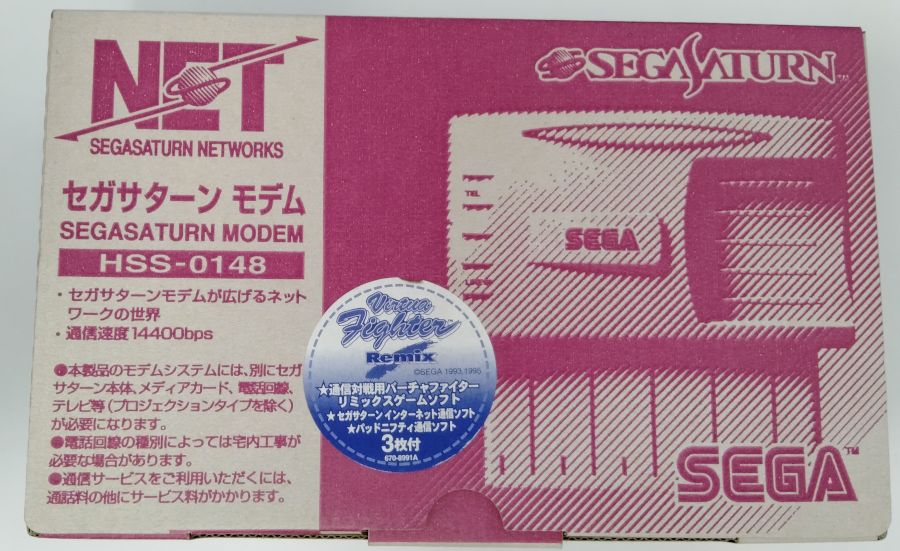 NET
SEGASATURN NETWORKS
セガサターン モデム
SEGASATURN MODEM
HSS-0148
・セガサターンモデムが広げるネット
ワークの世界
・通信速度14400bps
●本製品のモデムシステムには、別にセガ
サターン本体、メディアカード、電話回線、
テレビ等(プロジェクションタイプを除く)
が必要になります。
●電話回線の種別によっては宅内工事が
必要な場合があります。
●通信サービスをご利用いただくには、
通話料の他にサービス料がかかります。
SEGASATURN™
TEL
LINE
SEGA
Virtua
Fighter™
Remix
©SEGA 1993,1995
★通信対戦用バーチャファイター
リミックスゲームソフト
★セガサターンインターネット通信ソフト
★パッドニフティ通信ソフト
3枚付
670-8991A
SEGA™